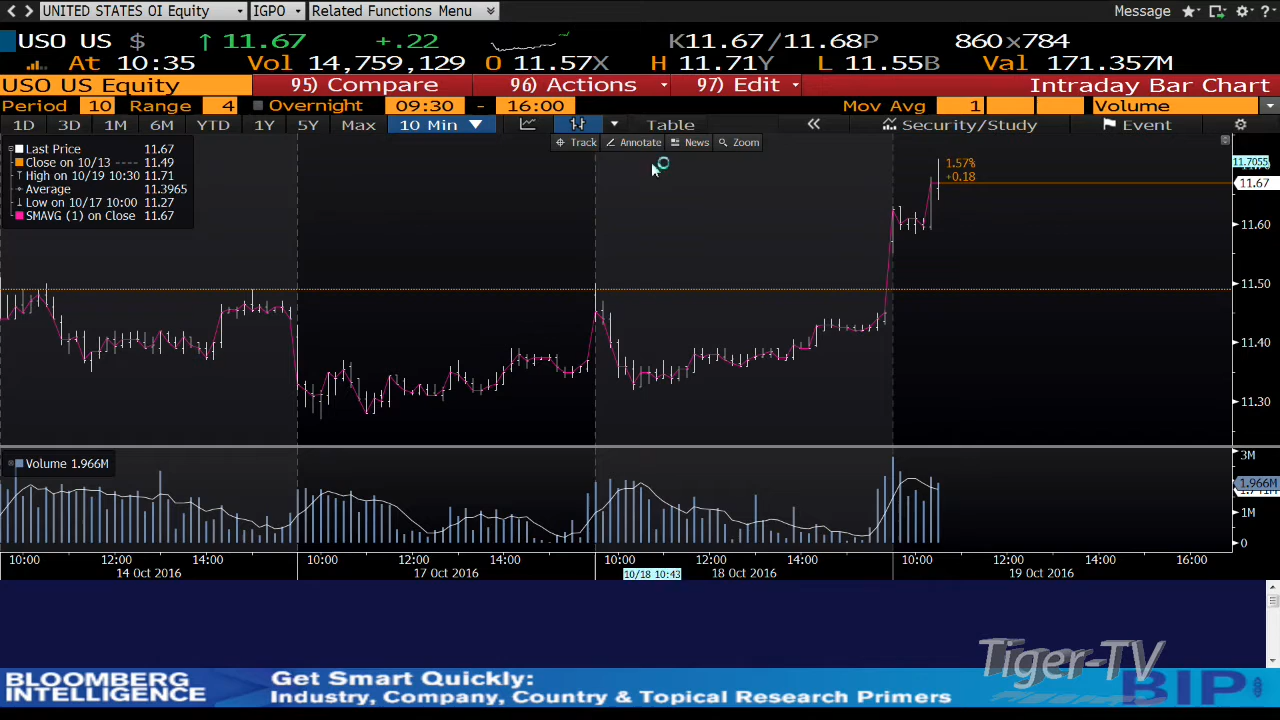 UNITED STATES OI Equity IGPO Related Functions Menu Message ?
USO US $ ↑ 11.67 +.22 K11.67/11.68P 860x784
At 10:35 Vol 14,759,129 O 11.57X H 11.71Y L 11.55B Val 171.357M
USO US Equity 95) Compare 96) Actions 97) Edit Intraday Bar Chart
Period 10 Range 4 Overnight 09:30 - 16:00 Mov Avg 1 Volume
1D 3D 1M 6M YTD 1Y 5Y Max 10 Min Table « Security/Study Event
Track Annotate News Zoom
Last Price 11.67
Close on 10/13 ---- 11.49
High on 10/19 10:30 11.71
Average 11.3965
Low on 10/17 10:00 11.27
SMAVG (1) on Close 11.67
1.57%
+0.18
11.7055
11.67
11.60
11.50
11.40
11.30
Volume 1.966M
3M
1.966M
1M
0
10:00 12:00 14:00 10:00 12:00 14:00 10:00 12:00 14:00 10:00 12:00 14:00 16:00
14 Oct 2016 17 Oct 2016 10/18 10:43 18 Oct 2016 19 Oct 2016
Tiger-TV
BLOOMBERG
INTELLIGENCE
Get Smart Quickly:
Industry, Company, Country & Topical Research Primers
BIP